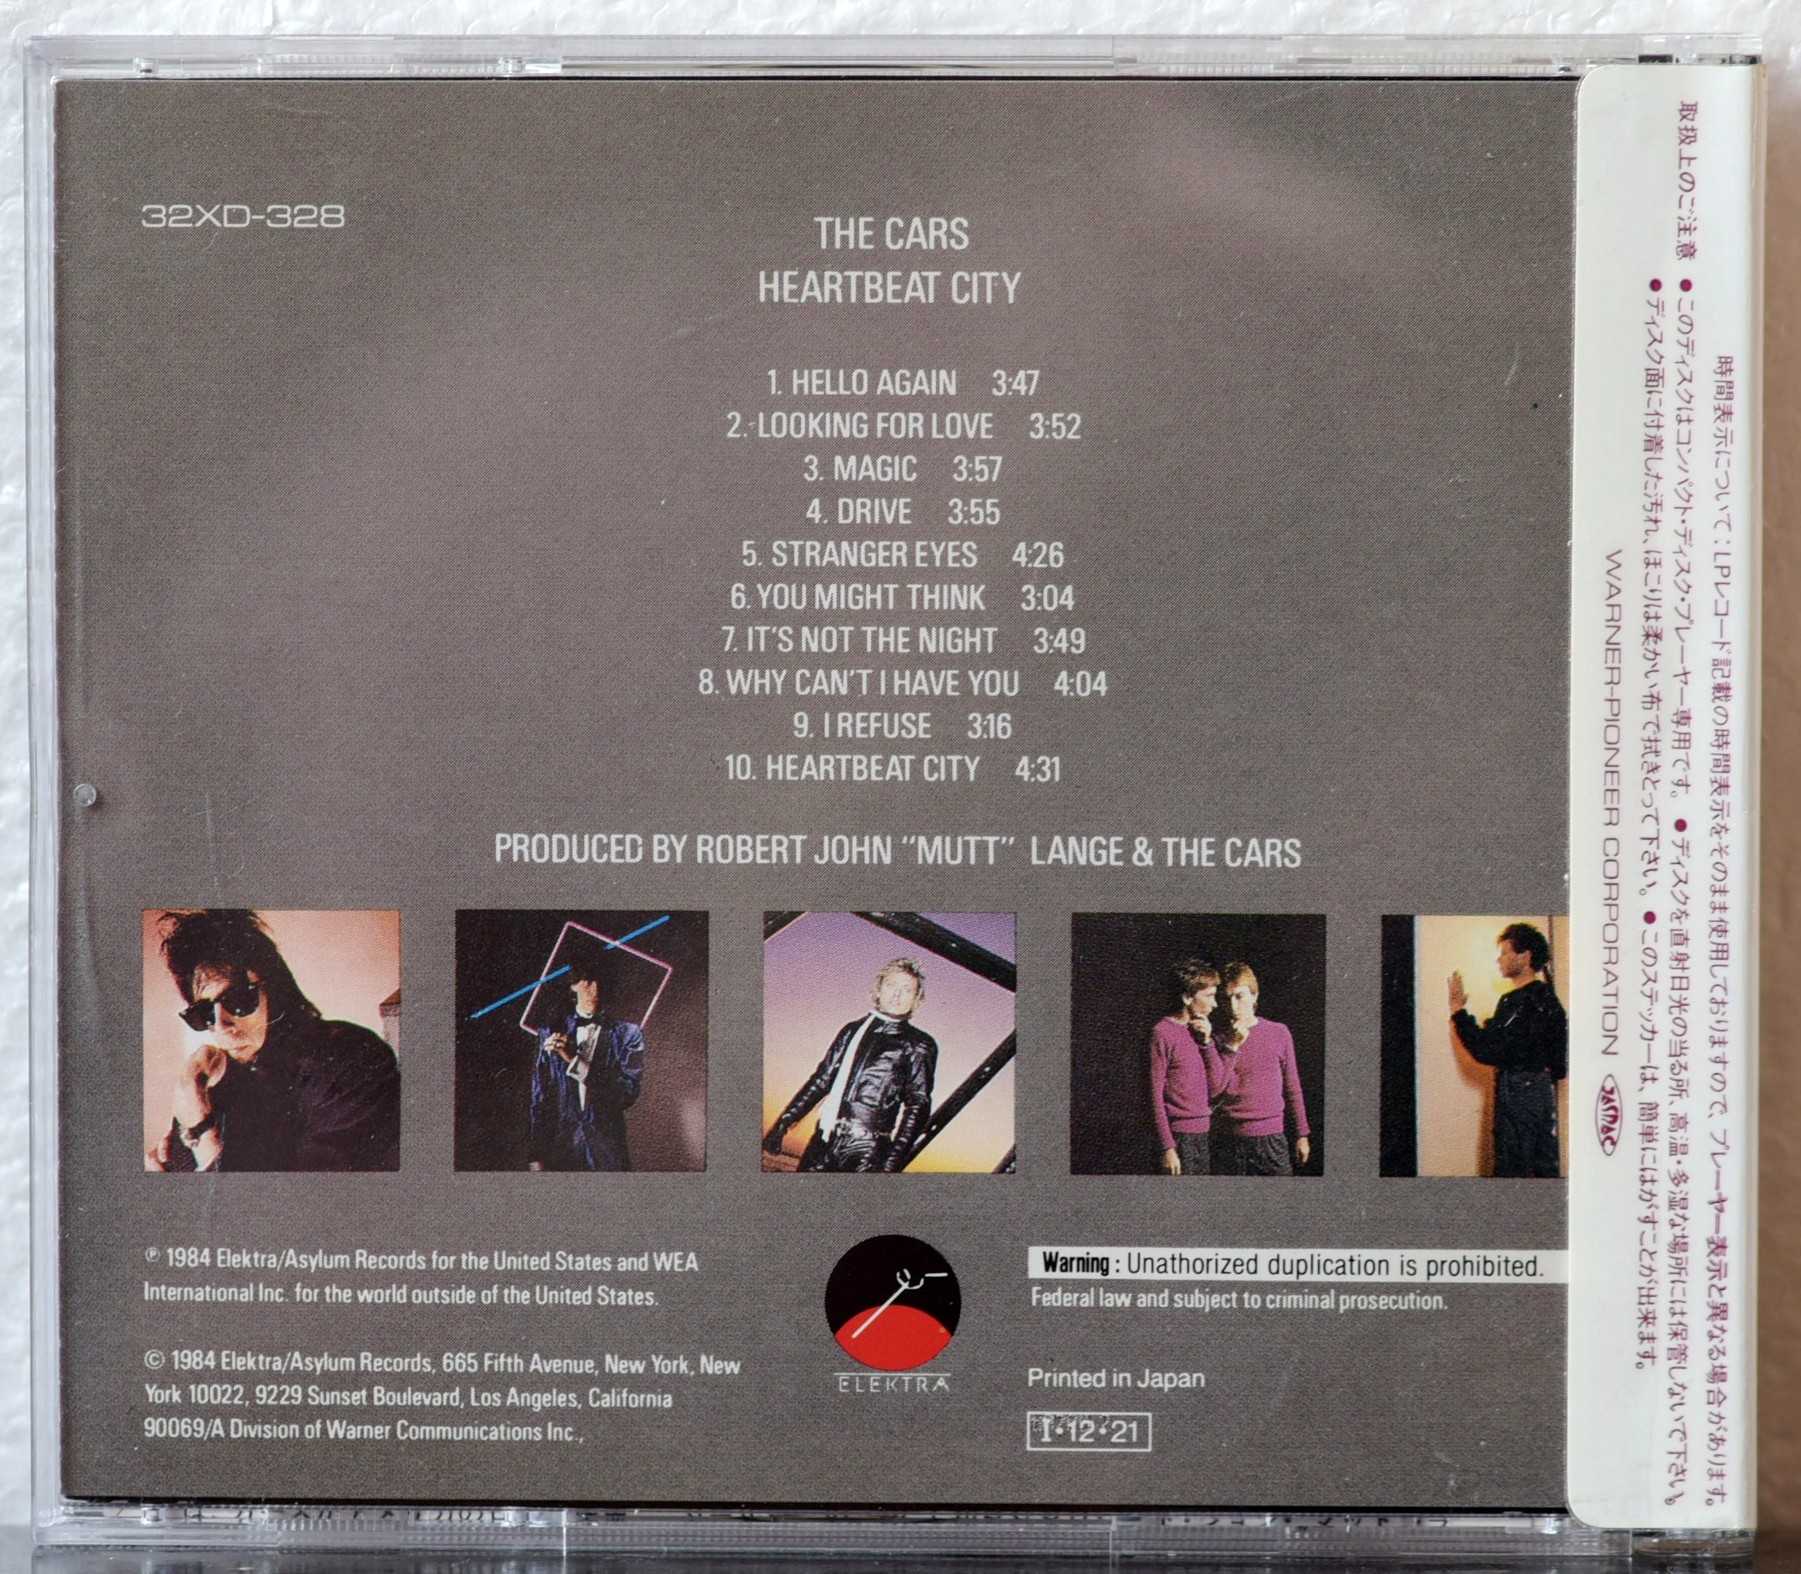 32XD-328
THE CARS
HEARTBEAT CITY
1. HELLO AGAIN 3:47
2. LOOKING FOR LOVE 3:52
3. MAGIC 3:57
4. DRIVE 3:55
5. STRANGER EYES 4:26
6. YOU MIGHT THINK 3:04
7. IT'S NOT THE NIGHT 3:49
8. WHY CAN'T I HAVE YOU 4:04
9. I REFUSE 3:16
10. HEARTBEAT CITY 4:31
PRODUCED BY ROBERT JOHN "MUTT" LANGE & THE CARS
℗ 1984 Elektra/Asylum Records for the United States and WEA
International Inc. for the world outside of the United States.
© 1984 Elektra/Asylum Records, 665 Fifth Avenue, New York, New
York 10022, 9229 Sunset Boulevard, Los Angeles, California
90069/A Division of Warner Communications Inc.,
ELEKTRA
Warning : Unathorized duplication is prohibited.
Federal law and subject to criminal prosecution.
Printed in Japan
I•12•21
時間表示について：LPレコード記載の時間表示をそのまま使用しておりますので、プレーヤー表示と異なる場合があります。
取扱上のご注意 ●このディスクはコンパクト・ディスク・プレーヤー専用です。●ディスクを直射日光の当る所、高温・多湿な場所には保管しないで下さい。
●ディスク面に付着した汚れ、ほこりは柔かい布で拭きとって下さい。●このステッカーは、簡単にはがすことが出来ます。
WARNER-PIONEER CORPORATION JASRAC